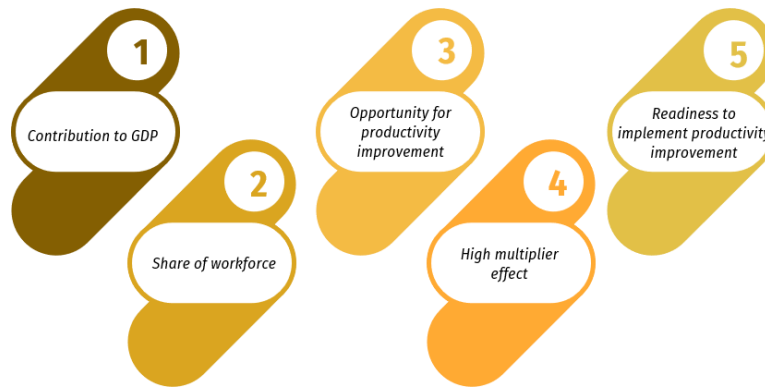 1
Contribution to GDP
2
Share of workforce
3
Opportunity for
productivity
improvement
4
High multiplier
effect
5
Readiness to
implement productivity
improvement